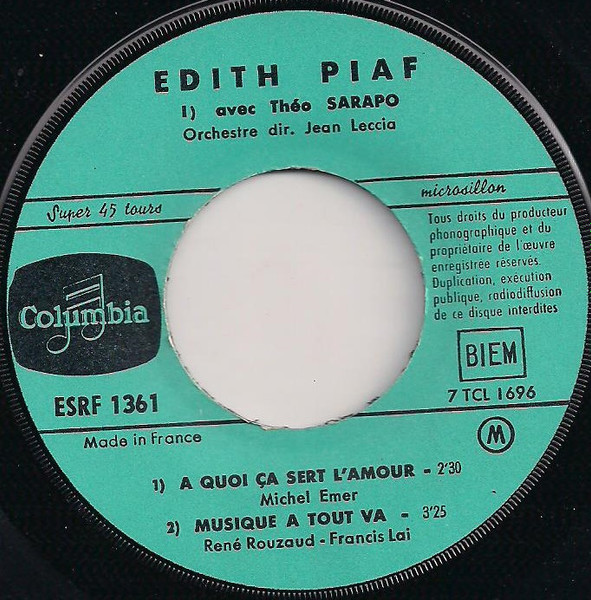 EDITH PIAF
1) avec Théo SARAPO
Orchestre dir. Jean Leccia
Super 45 tours
microsillon
Tous droits du producteur
phonographique et du
propriétaire de l'œuvre
enregistrée réservés.
Duplication, exécution
publique, radiodiffusion
de ce disque interdites
Columbia
BIEM
ESRF 1361
7 TCL 1696
Made in France
M
1) A QUOI ÇA SERT L'AMOUR - 2'30
Michel Emer
2) MUSIQUE A TOUT VA - 3'25
René Rouzaud - Francis Lai